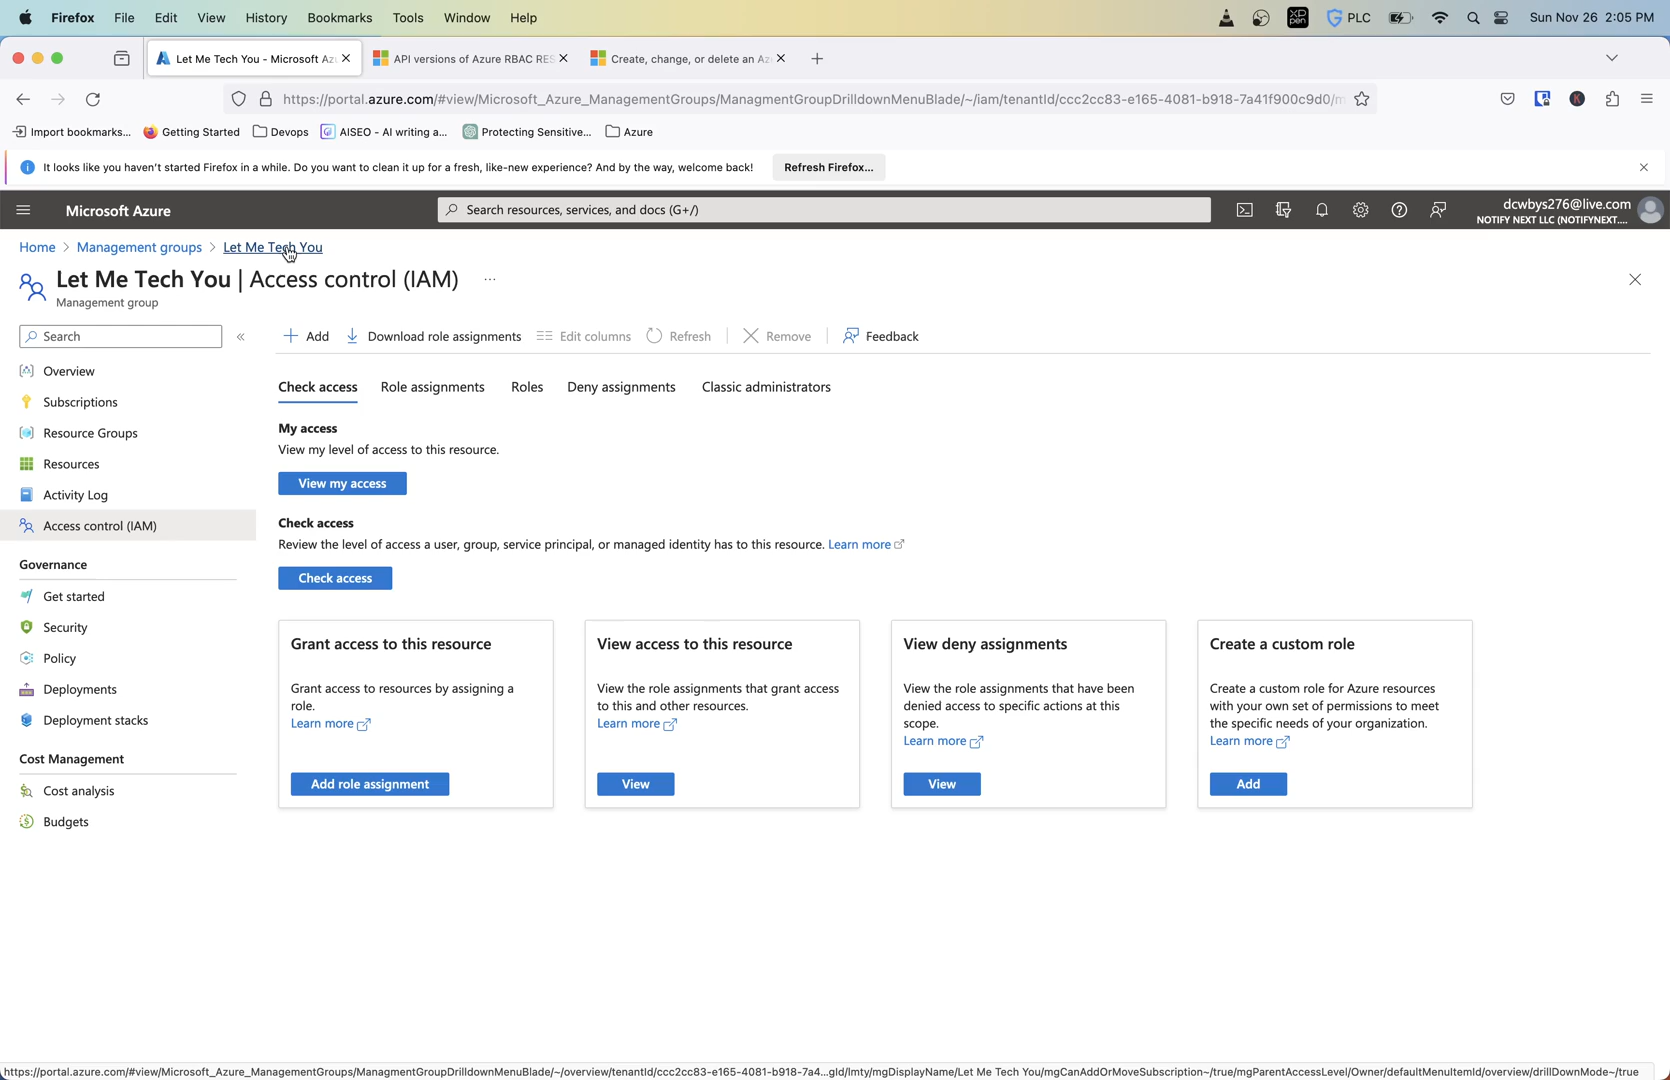 Firefox File Edit View History Bookmarks Tools Window Help
PLC Sun Nov 26 2:05 PM
Let Me Tech You - Microsoft Az
API versions of Azure RBAC RES
Create, change, or delete an Az
https://portal.azure.com/#view/Microsoft_Azure_ManagementGroups/ManagmentGroupDrilldownMenuBlade/~/iam/tenantId/ccc2cc83-e165-4081-b918-7a41f900c9d0/m
Import bookmarks... Getting Started Devops AISEO - AI writing a... Protecting Sensitive... Azure
It looks like you haven't started Firefox in a while. Do you want to clean it up for a fresh, like-new experience? And by the way, welcome back! Refresh Firefox...
Microsoft Azure
Search resources, services, and docs (G+/)
dcwbys276@live.com
NOTIFY NEXT LLC (NOTIFYNEXT....
Home > Management groups > Let Me Tech You
Let Me Tech You | Access control (IAM) ...
Management group
Search «
Overview
Subscriptions
Resource Groups
Resources
Activity Log
Access control (IAM)
Governance
Get started
Security
Policy
Deployments
Deployment stacks
Cost Management
Cost analysis
Budgets
Add Download role assignments Edit columns Refresh Remove Feedback
Check access Role assignments Roles Deny assignments Classic administrators
My access
View my level of access to this resource.
View my access
Check access
Review the level of access a user, group, service principal, or managed identity has to this resource. Learn more
Check access
Grant access to this resource
Grant access to resources by assigning a
role.
Learn more
Add role assignment
View access to this resource
View the role assignments that grant access
to this and other resources.
Learn more
View
View deny assignments
View the role assignments that have been
denied access to specific actions at this
scope.
Learn more
View
Create a custom role
Create a custom role for Azure resources
with your own set of permissions to meet
the specific needs of your organization.
Learn more
Add
https://portal.azure.com/#view/Microsoft_Azure_ManagementGroups/ManagmentGroupDrilldownMenuBlade/~/overview/tenantId/ccc2cc83-e165-4081-b918-7a4...gId/lmty/mgDisplayName/Let Me Tech You/mgCanAddOrMoveSubscription~/true/mgParentAccessLevel/Owner/defaultMenuItemId/overview/drillDownMode~/true